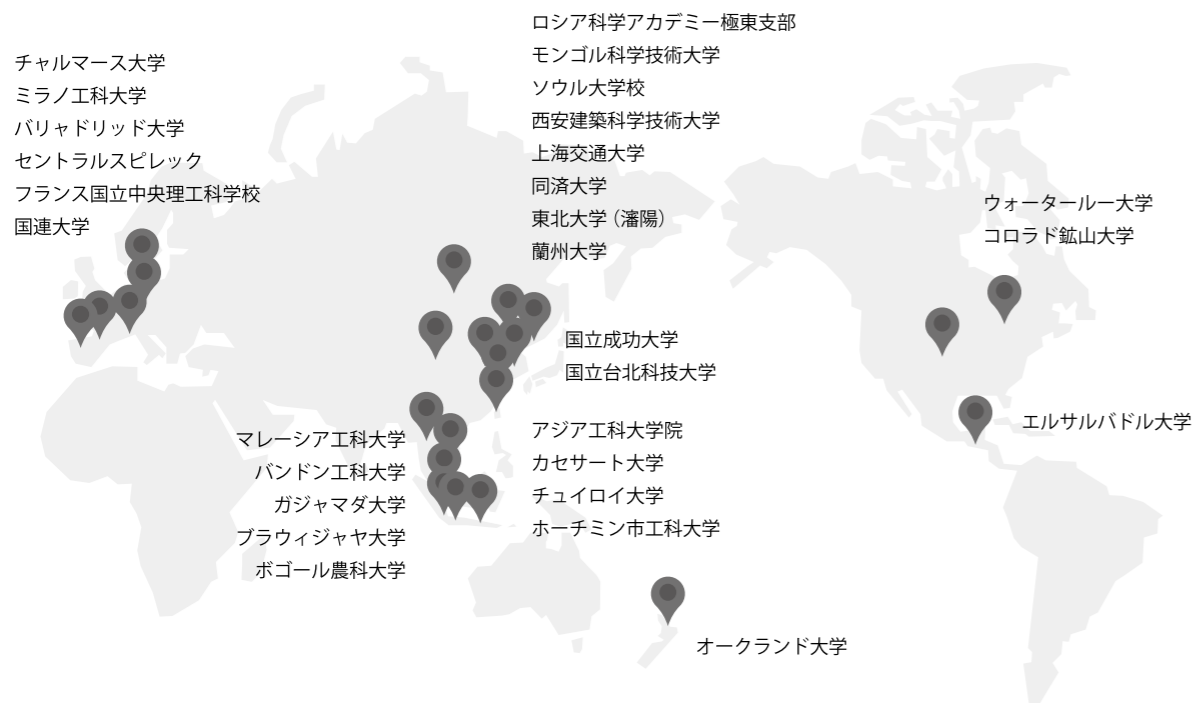 チャルマース大学
ミラノ工科大学
バリャドリッド大学
セントラルスピレック
フランス国立中央理工科学校
国連大学
ロシア科学アカデミー極東支部
モンゴル科学技術大学
ソウル大学校
西安建築科学技術大学
上海交通大学
同済大学
東北大学（瀋陽）
蘭州大学
国立成功大学
国立台北科技大学
マレーシア工科大学
バンドン工科大学
ガジャマダ大学
ブラウィジャヤ大学
ボゴール農科大学
アジア工科大学院
カセサート大学
チュイロイ大学
ホーチミン市工科大学
オークランド大学
ウォータールー大学
コロラド鉱山大学
エルサルバドル大学